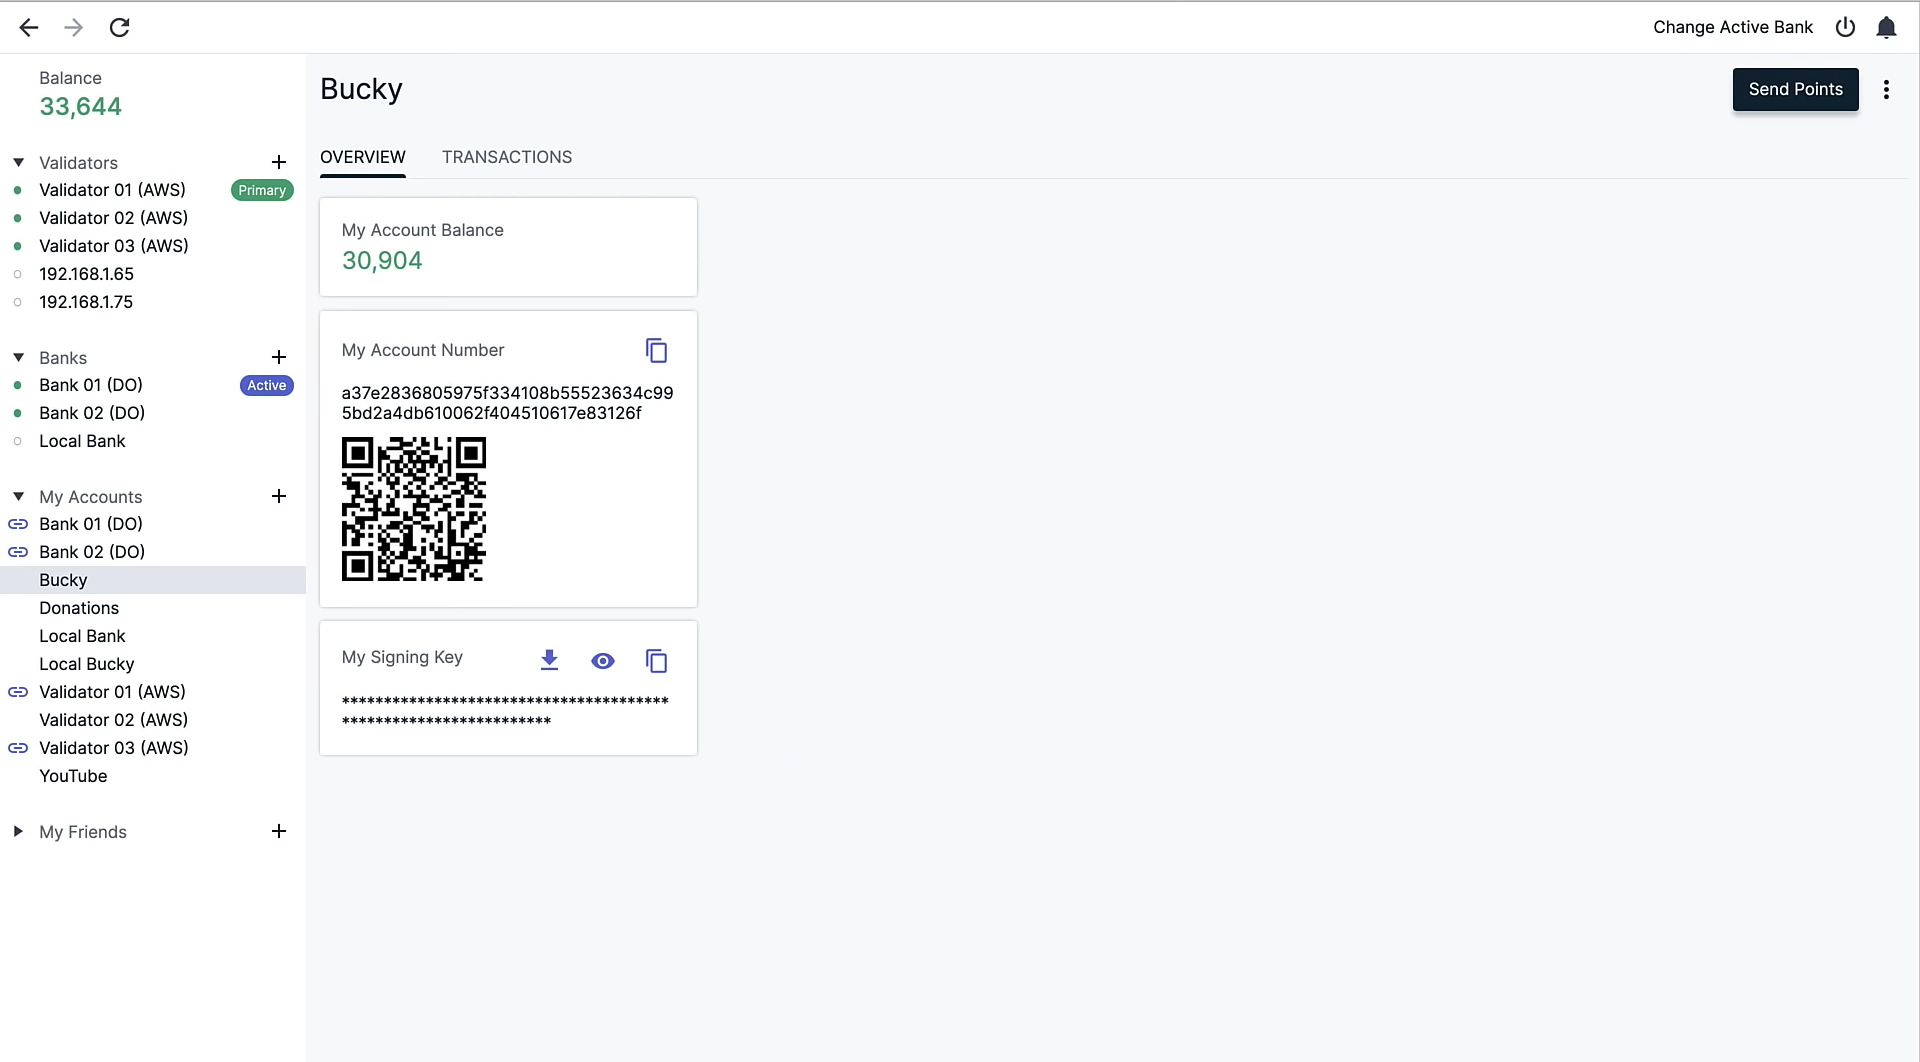 Change Active Bank
Balance
33,644
Validators
Validator 01 (AWS) Primary
Validator 02 (AWS)
Validator 03 (AWS)
192.168.1.65
192.168.1.75
Banks
Bank 01 (DO) Active
Bank 02 (DO)
Local Bank
My Accounts
Bank 01 (DO)
Bank 02 (DO)
Bucky
Donations
Local Bank
Local Bucky
Validator 01 (AWS)
Validator 02 (AWS)
Validator 03 (AWS)
YouTube
My Friends
Bucky
Send Points
OVERVIEW TRANSACTIONS
My Account Balance
30,904
My Account Number
a37e2836805975f334108b55523634c99
5bd2a4db610062f404510617e83126f
My Signing Key
***************************************
*************************